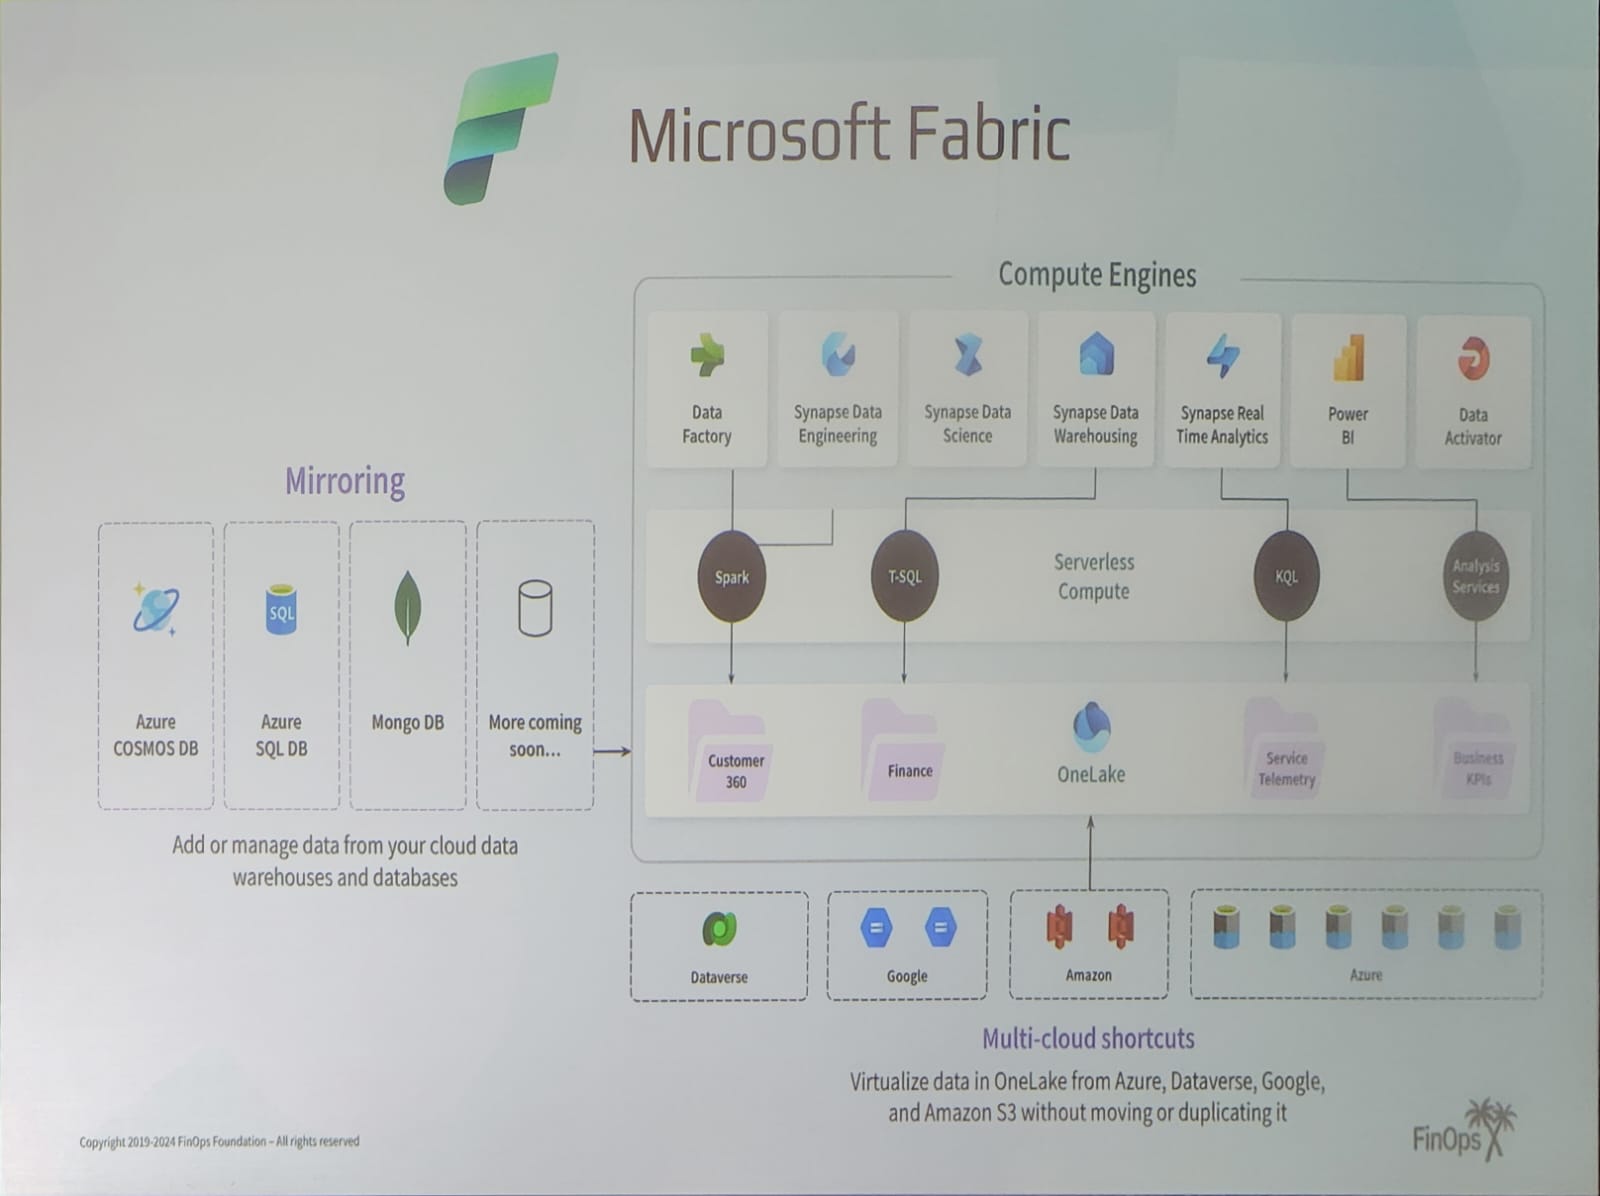 Microsoft Fabric
Compute Engines
Data
Factory
Synapse Data
Engineering
Synapse Data
Science
Synapse Data
Warehousing
Synapse Real
Time Analytics
Power
BI
Data
Activator
Mirroring
SQL
Azure
COSMOS DB
Azure
SQL DB
Mongo DB
More coming
soon...
Add or manage data from your cloud data
warehouses and databases
Spark
T-SQL
Serverless
Compute
KQL
Analysis
Services
Customer
360
Finance
OneLake
Service
Telemetry
Business
KPIs
Dataverse
Google
Amazon
Azure
Multi-cloud shortcuts
Virtualize data in OneLake from Azure, Dataverse, Google,
and Amazon S3 without moving or duplicating it
Copyright 2019-2024 FinOps Foundation – All rights reserved
FinOps X